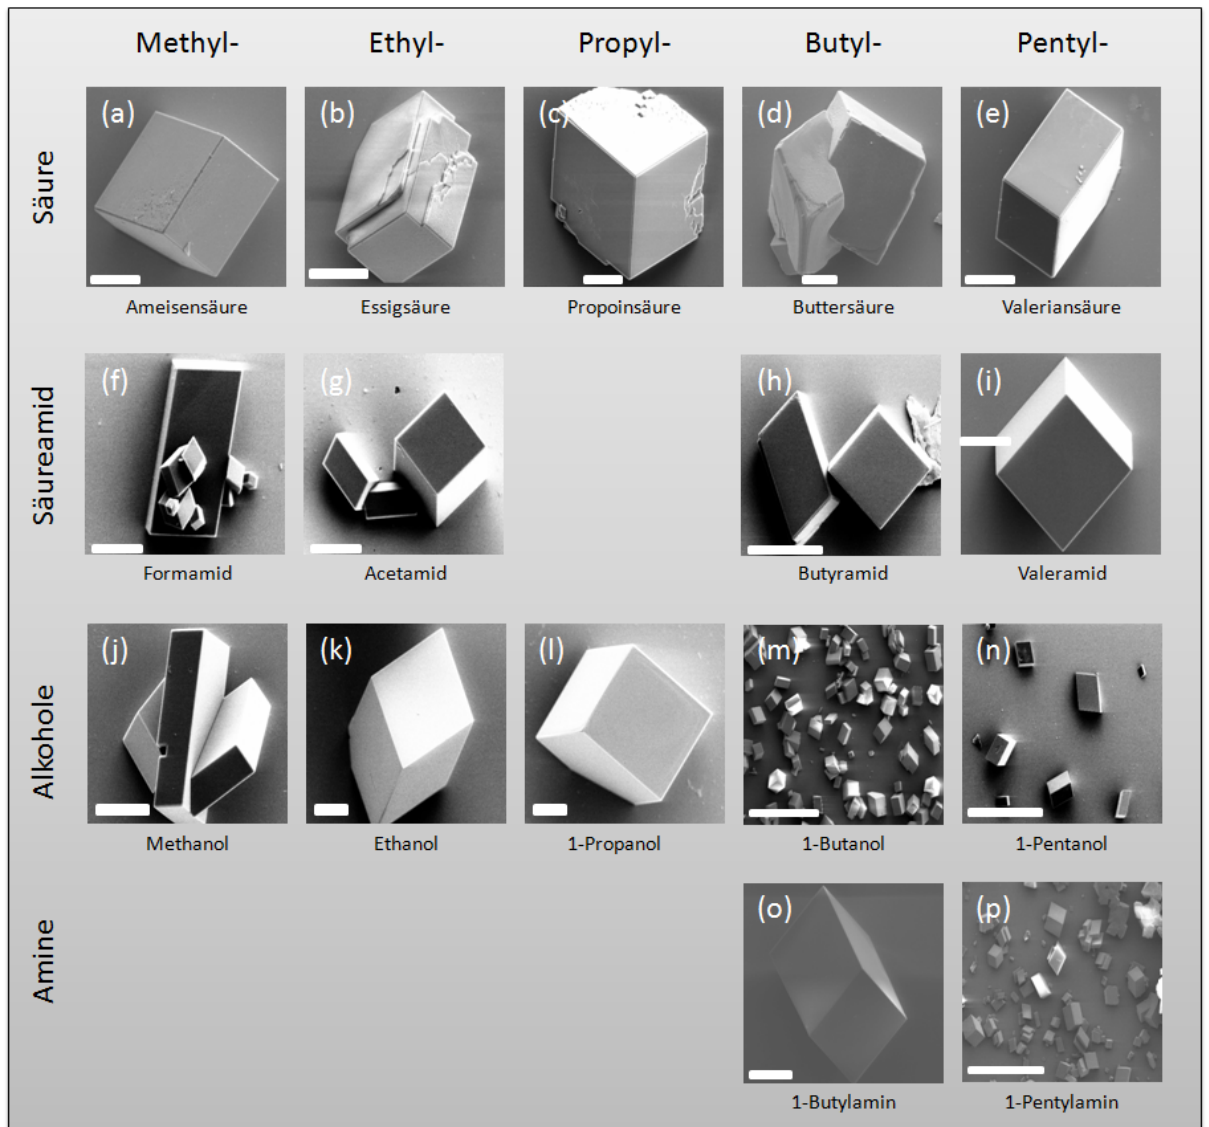 Methyl- Ethyl- Propyl- Butyl- Pentyl-
Säure
(a) (b) (c) (d) (e)
Ameisensäure Essigsäure Propoinsäure Buttersäure Valeriansäure
Säureamid
(f) (g) (h) (i)
Formamid Acetamid Butyramid Valeramid
Alkohole
(j) (k) (l) (m) (n)
Methanol Ethanol 1-Propanol 1-Butanol 1-Pentanol
Amine
(o) (p)
1-Butylamin 1-Pentylamin